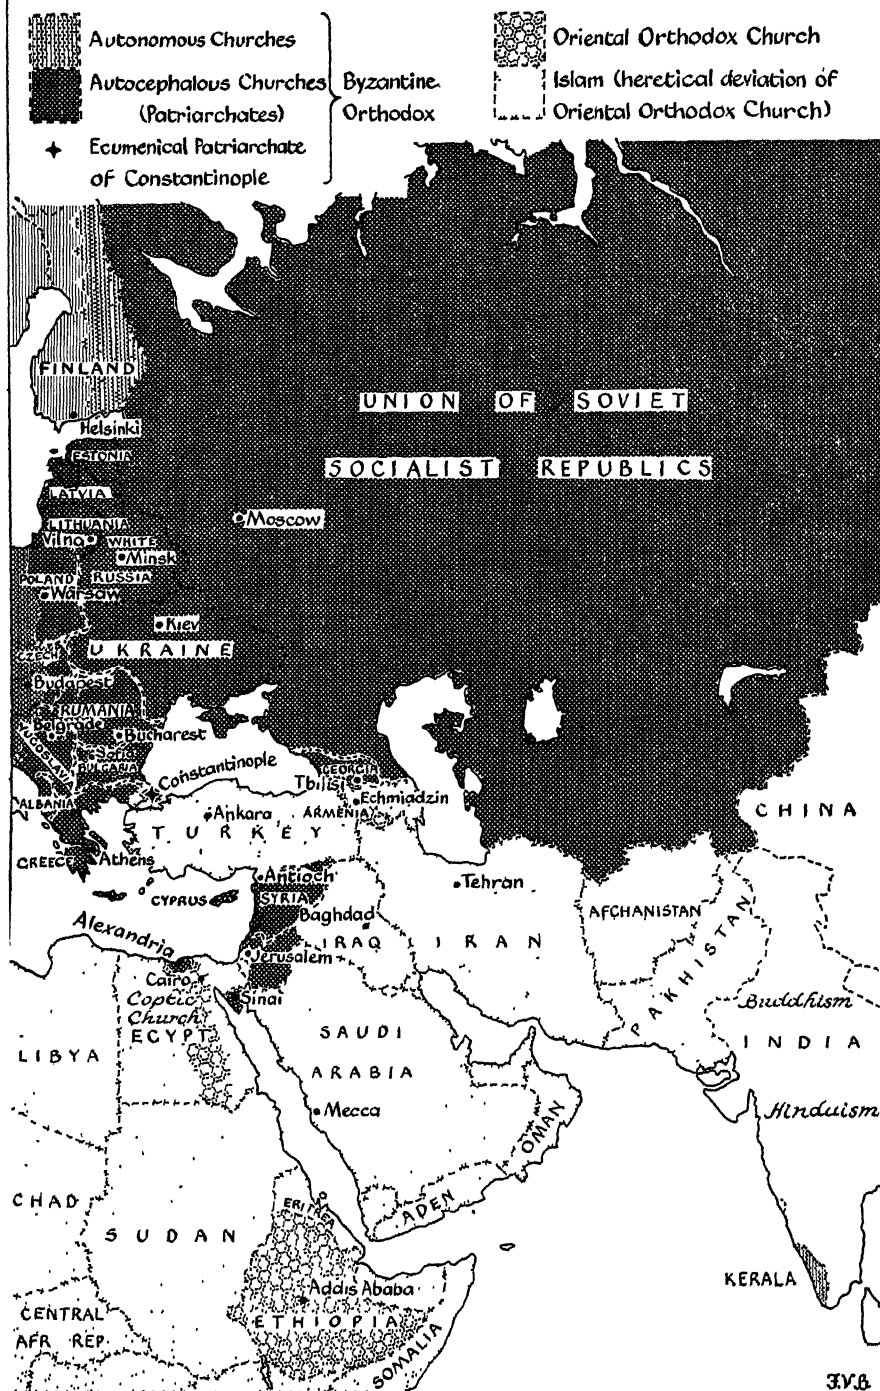 Autonomous Churches
Autocephalous Churches
(Patriarchates)
Ecumenical Patriarchate
of Constantinople
Byzantine
Orthodox
Oriental Orthodox Church
Islam (heretical deviation of
Oriental Orthodox Church)
FINLAND
Helsinki
ESTONIA
LATVIA
LITHUANIA
Vilna
WHITE
Minsk
POLAND
RUSSIA
Warsaw
Kiev
CZECH
UKRAINE
Budapest
RUMANIA
Belgrade
Bucharest
JUGOSLAVIA
Sofia
BULGARIA
ALBANIA
GREECE
Athens
UNION OF SOVIET
SOCIALIST REPUBLICS
Moscow
Constantinople
GEORGIA
Tbilisi
Echmiadzin
ARMENIA
Ankara
TURKEY
CHINA
Antioch
Tehran
CYPRUS
SYRIA
Baghdad
AFGHANISTAN
Alexandria
IRAQ
IRAN
PAKHISTAN
Jerusalem
Cairo
Sinai
Coptic
Church
EGYPT
Buddhism
INDIA
LIBYA
SAUDI
ARABIA
Mecca
Hinduism
OMAN
ADEN
CHAD
SUDAN
ERITREA
KERALA
Addis Ababa
ETHIOPIA
CENTRAL
AFR REP.
SOMALIA
J.V.B.